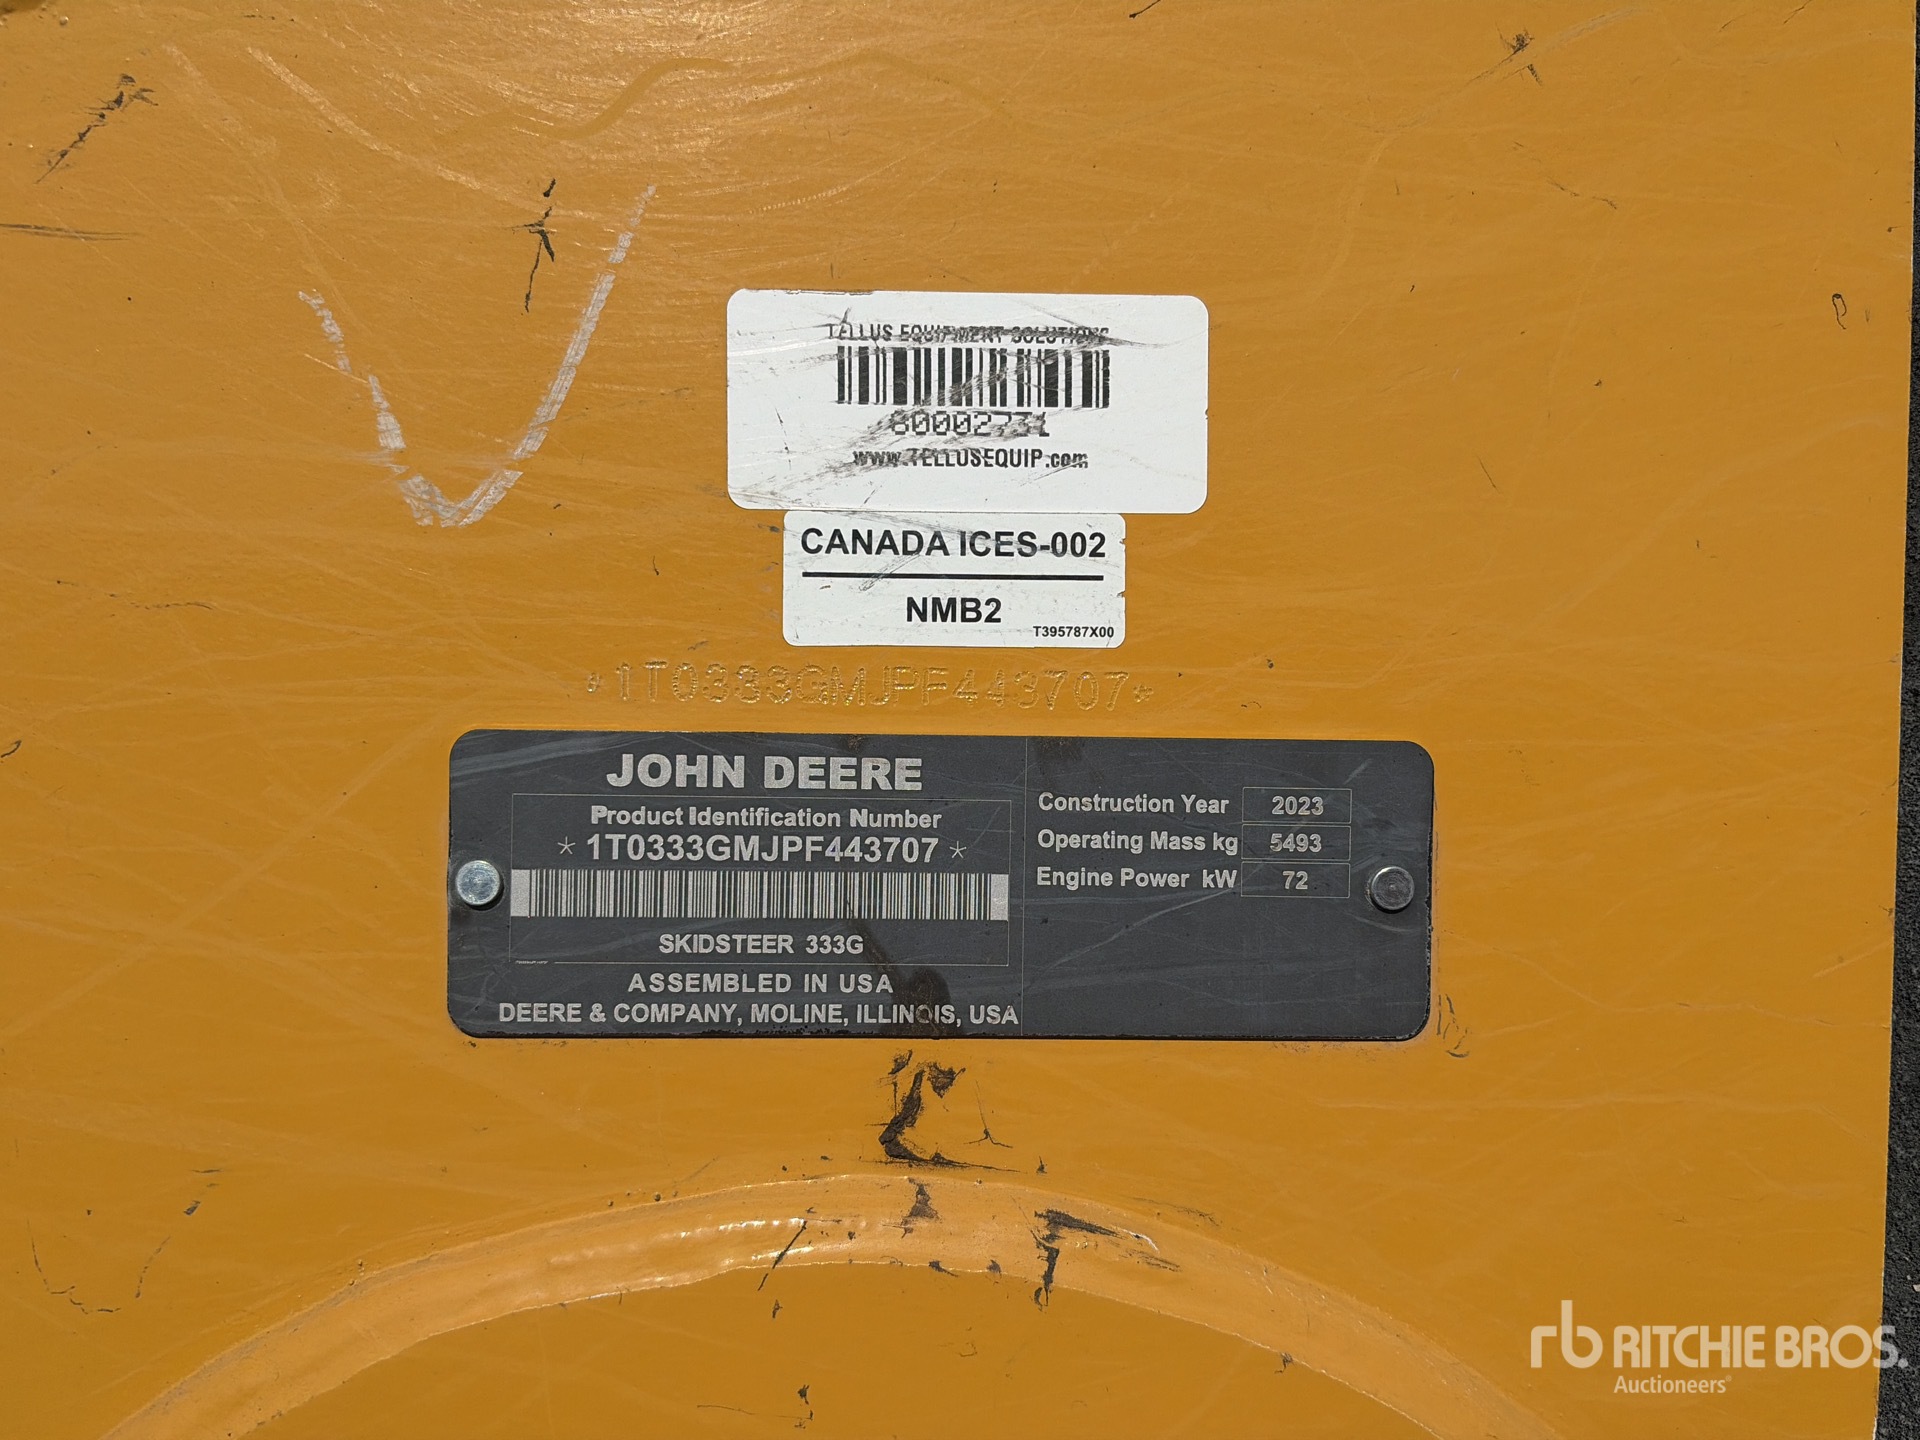 TELLUS EQUIPMENT SOLUTIONS
80002731
www.TELLUSEQUIP.com
CANADA ICES-002
NMB2
T395787X00
*1T0333GMJPF443707*
JOHN DEERE
Product Identification Number
*1T0333GMJPF443707*
SKIDSTEER 333G
ASSEMBLED IN USA
DEERE & COMPANY, MOLINE, ILLINOIS, USA
Construction Year 2023
Operating Mass kg 5493
Engine Power kW 72
rb RITCHIE BROS.
Auctioneers